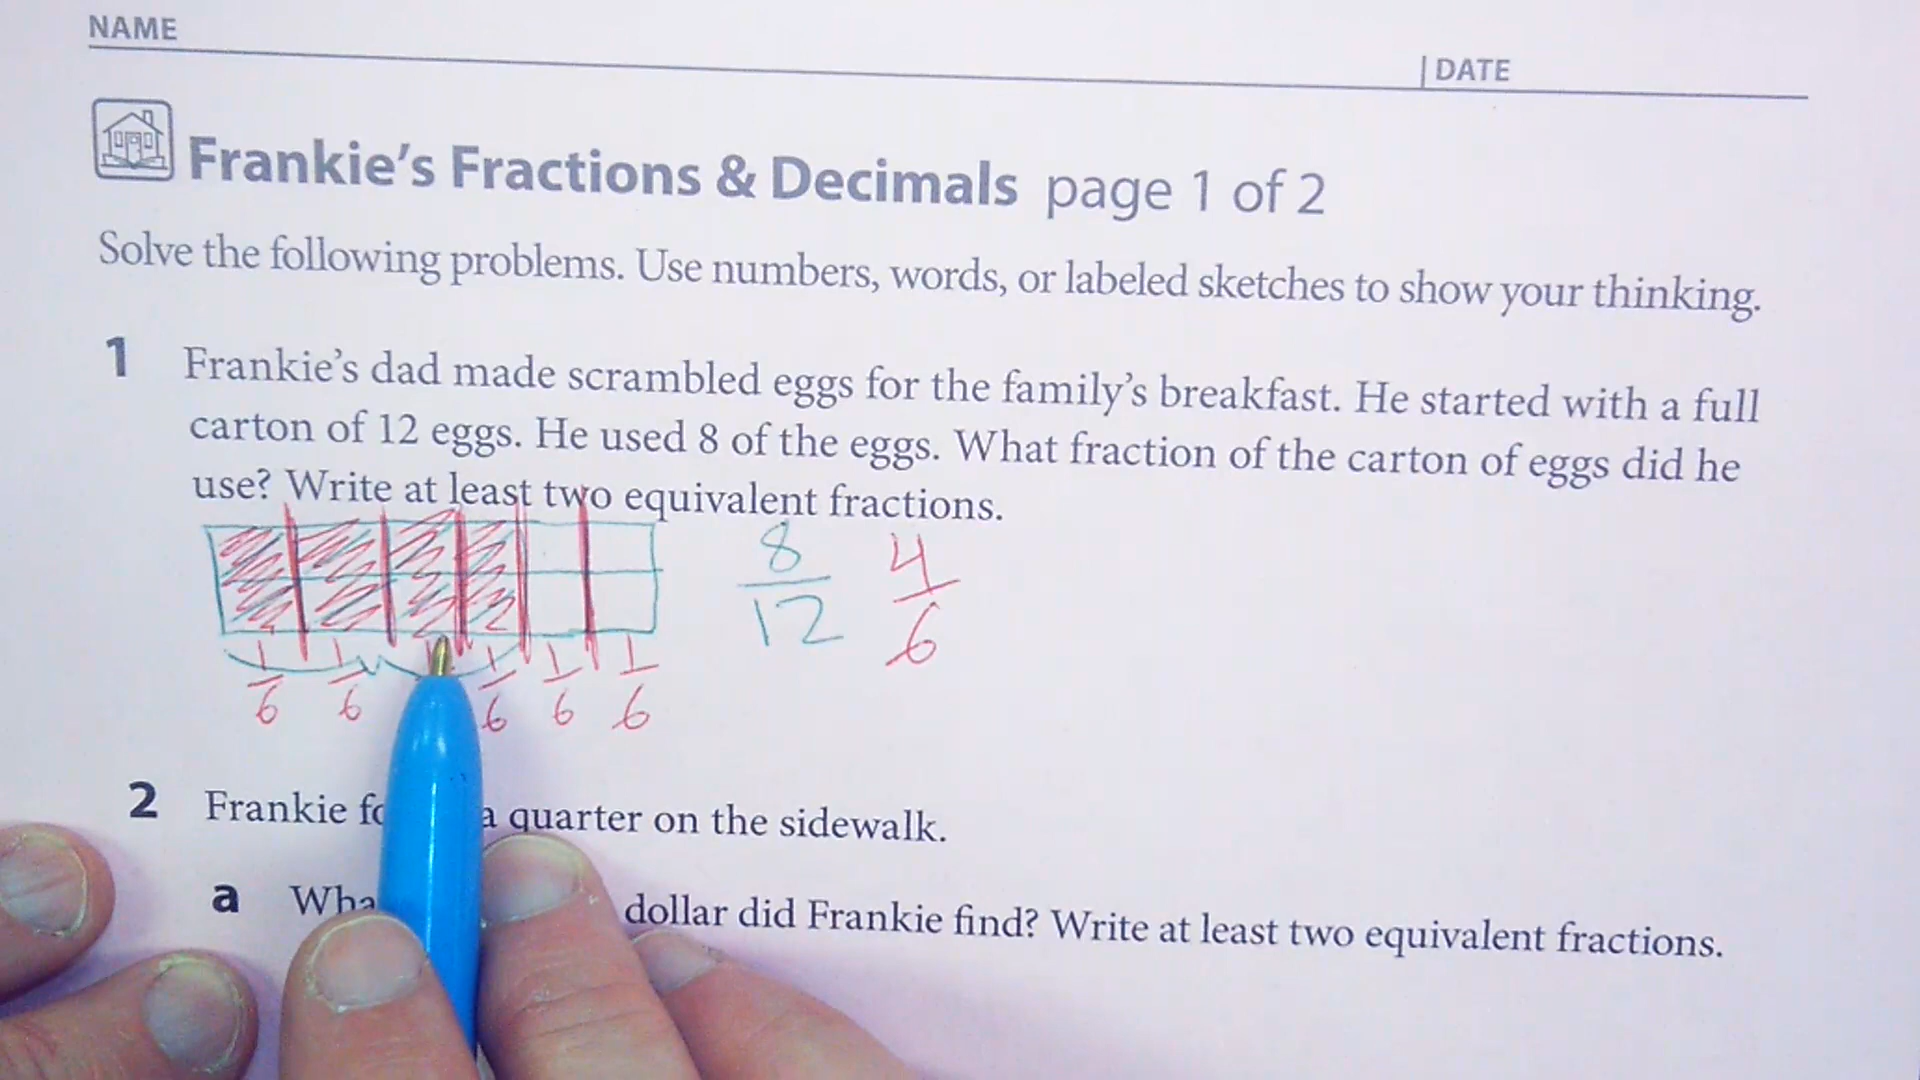 NAME
| DATE
Frankie's Fractions & Decimals page 1 of 2
Solve the following problems. Use numbers, words, or labeled sketches to show your thinking.
1 Frankie's dad made scrambled eggs for the family's breakfast. He started with a full
carton of 12 eggs. He used 8 of the eggs. What fraction of the carton of eggs did he
use? Write at least two equivalent fractions.
8/12 4/6
1/6 1/6 1/6 1/6 1/6
2 Frankie a quarter on the sidewalk.
a dollar did Frankie find? Write at least two equivalent fractions.